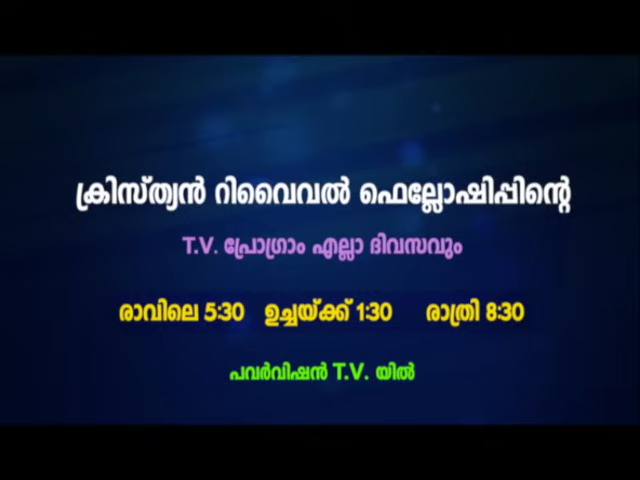 ക്രിസ്ത്യൻ റിവൈവൽ ഫെല്ലോഷിപ്പിന്റെ
T.V. പ്രോഗ്രാം എല്ലാ ദിവസവും
രാവിലെ 5:30 ഉച്ചയ്ക്ക് 1:30 രാത്രി 8:30
പവർവിഷൻ T.V. യിൽ